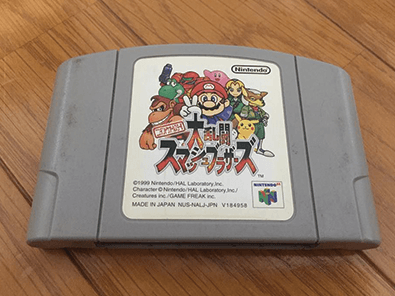 Nintendo
ニンテンドウオールスター!
大乱闘
スマッシュブラザーズ
TM
©1999 Nintendo/HAL Laboratory,Inc.
Character©Nintendo/HAL Laboratory,Inc./
Creatures inc./GAME FREAK inc.
MADE IN JAPAN NUS-NALJ-JPN V184958
NINTENDO 64